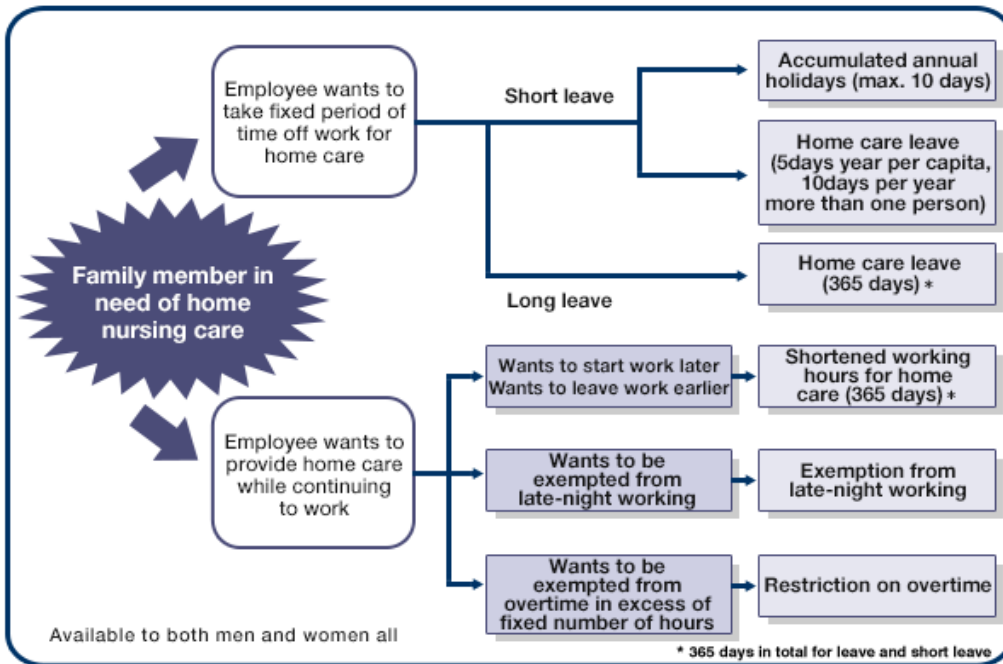 Family member in
need of home
nursing care
Employee wants to
take fixed period of
time off work for
home care
Short leave
Accumulated annual
holidays (max. 10 days)
Home care leave
(5days year per capita,
10days per year
more than one person)
Long leave
Home care leave
(365 days) *
Employee wants to
provide home care
while continuing
to work
Wants to start work later
Wants to leave work earlier
Shortened working
hours for home
care (365 days) *
Wants to be
exempted from
late-night working
Exemption from
late-night working
Wants to be
exempted from
overtime in excess of
fixed number of hours
Restriction on overtime
Available to both men and women all
* 365 days in total for leave and short leave